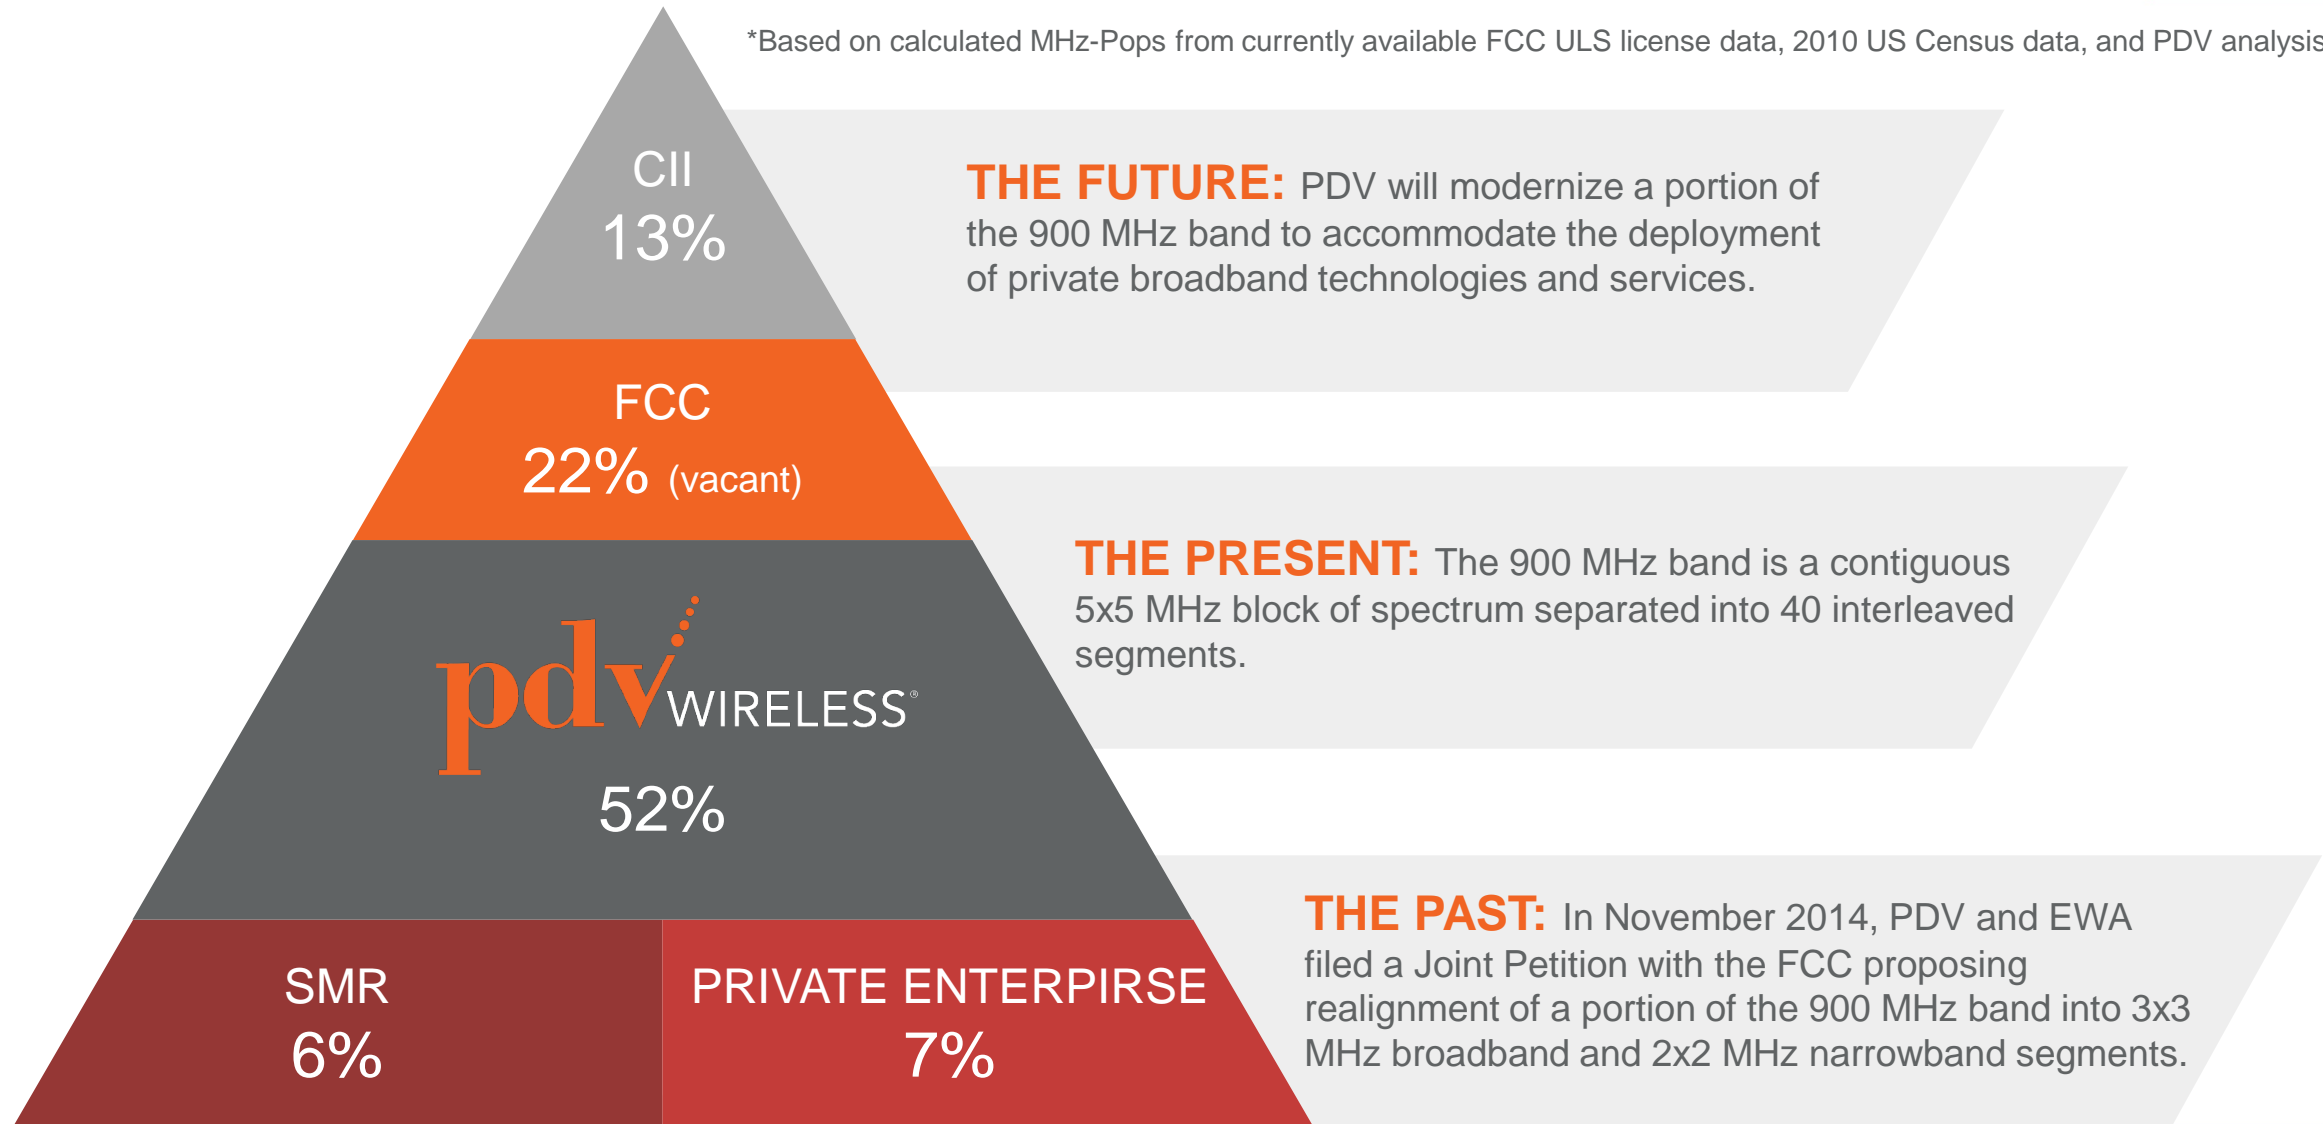 *Based on calculated MHz-Pops from currently available FCC ULS license data, 2010 US Census data, and PDV analysis
CII
13%
THE FUTURE: PDV will modernize a portion of
the 900 MHz band to accommodate the deployment
of private broadband technologies and services.
FCC
22% (vacant)
THE PRESENT: The 900 MHz band is a contiguous
5x5 MHz block of spectrum separated into 40 interleaved
segments.
pdv WIRELESS®
52%
THE PAST: In November 2014, PDV and EWA
filed a Joint Petition with the FCC proposing
realignment of a portion of the 900 MHz band into 3x3
MHz broadband and 2x2 MHz narrowband segments.
SMR
6%
PRIVATE ENTERPIRSE
7%